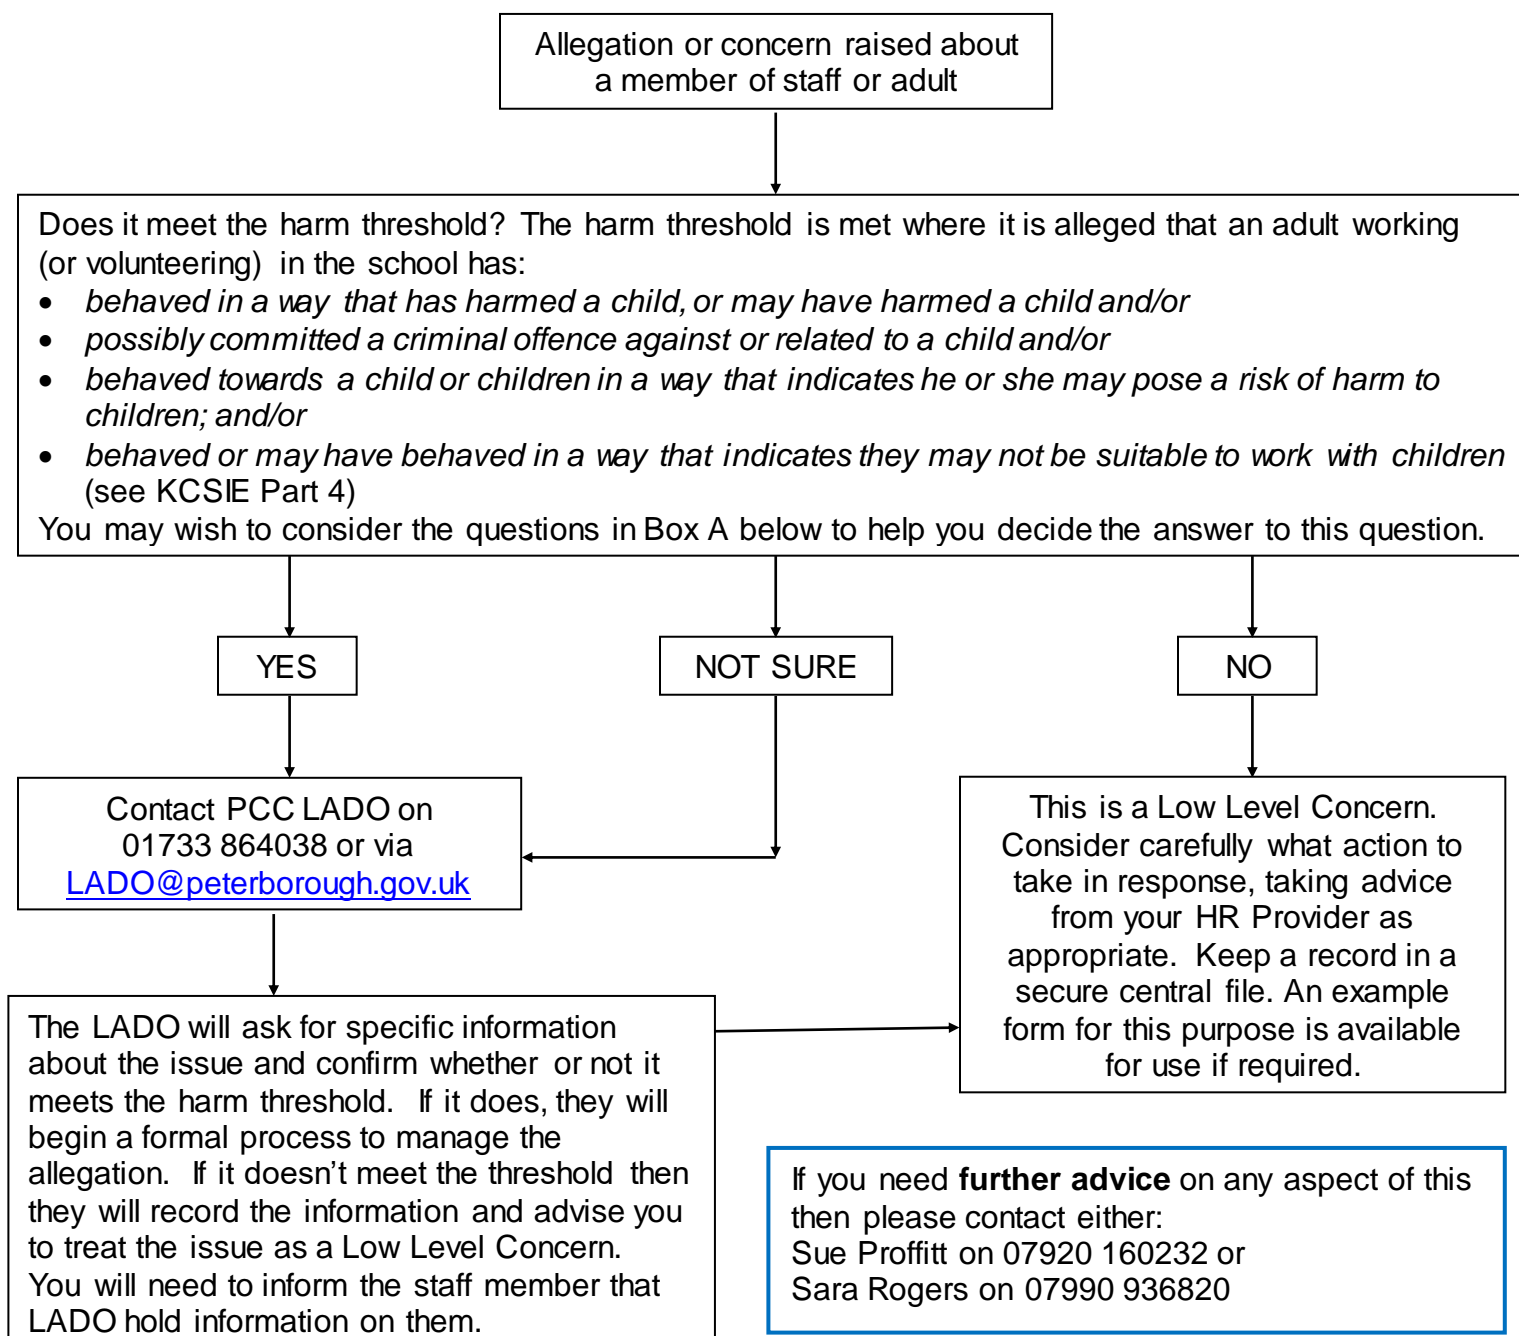 Allegation or concern raised about
a member of staff or adult
Does it meet the harm threshold? The harm threshold is met where it is alleged that an adult working
(or volunteering) in the school has:
• behaved in a way that has harmed a child, or may have harmed a child and/or
• possibly committed a criminal offence against or related to a child and/or
• behaved towards a child or children in a way that indicates he or she may pose a risk of harm to
children; and/or
• behaved or may have behaved in a way that indicates they may not be suitable to work with children
(see KCSIE Part 4)
You may wish to consider the questions in Box A below to help you decide the answer to this question.
YES
NOT SURE
NO
Contact PCC LADO on
01733 864038 or via
LADO@peterborough.gov.uk
This is a Low Level Concern.
Consider carefully what action to
take in response, taking advice
from your HR Provider as
appropriate. Keep a record in a
secure central file. An example
form for this purpose is available
for use if required.
The LADO will ask for specific information
about the issue and confirm whether or not it
meets the harm threshold. If it does, they will
begin a formal process to manage the
allegation. If it doesn’t meet the threshold then
they will record the information and advise you
to treat the issue as a Low Level Concern.
You will need to inform the staff member that
LADO hold information on them.
If you need further advice on any aspect of this
then please contact either:
Sue Proffitt on 07920 160232 or
Sara Rogers on 07990 936820